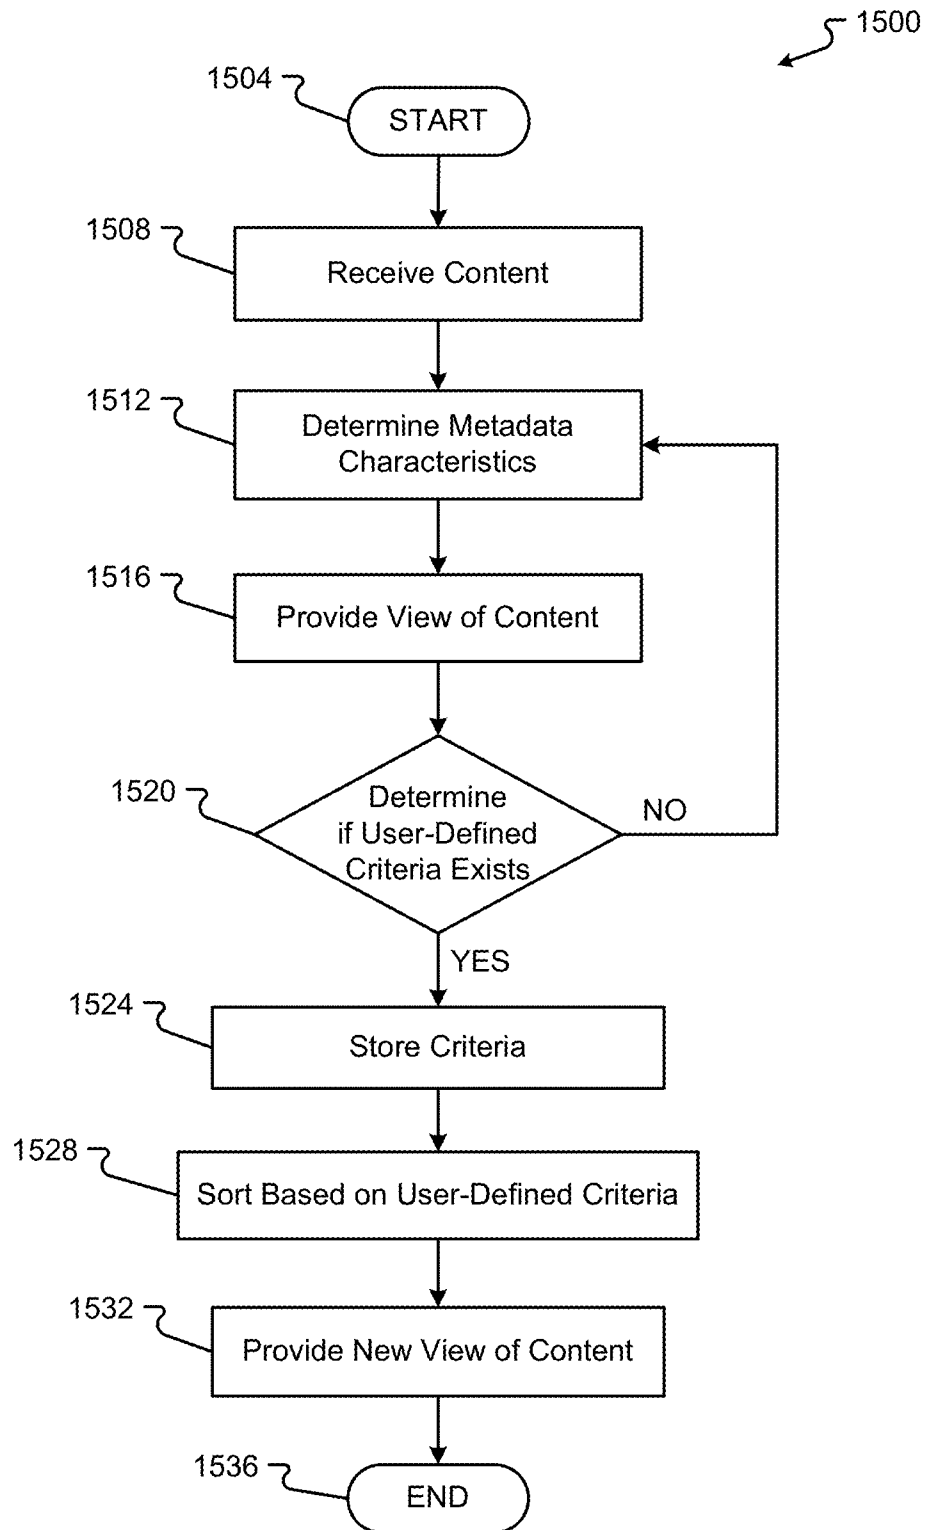 1500
1504
START
1508
Receive Content
1512
Determine Metadata
Characteristics
1516
Provide View of Content
1520
Determine
if User-Defined
Criteria Exists
NO
YES
1524
Store Criteria
1528
Sort Based on User-Defined Criteria
1532
Provide New View of Content
1536
END